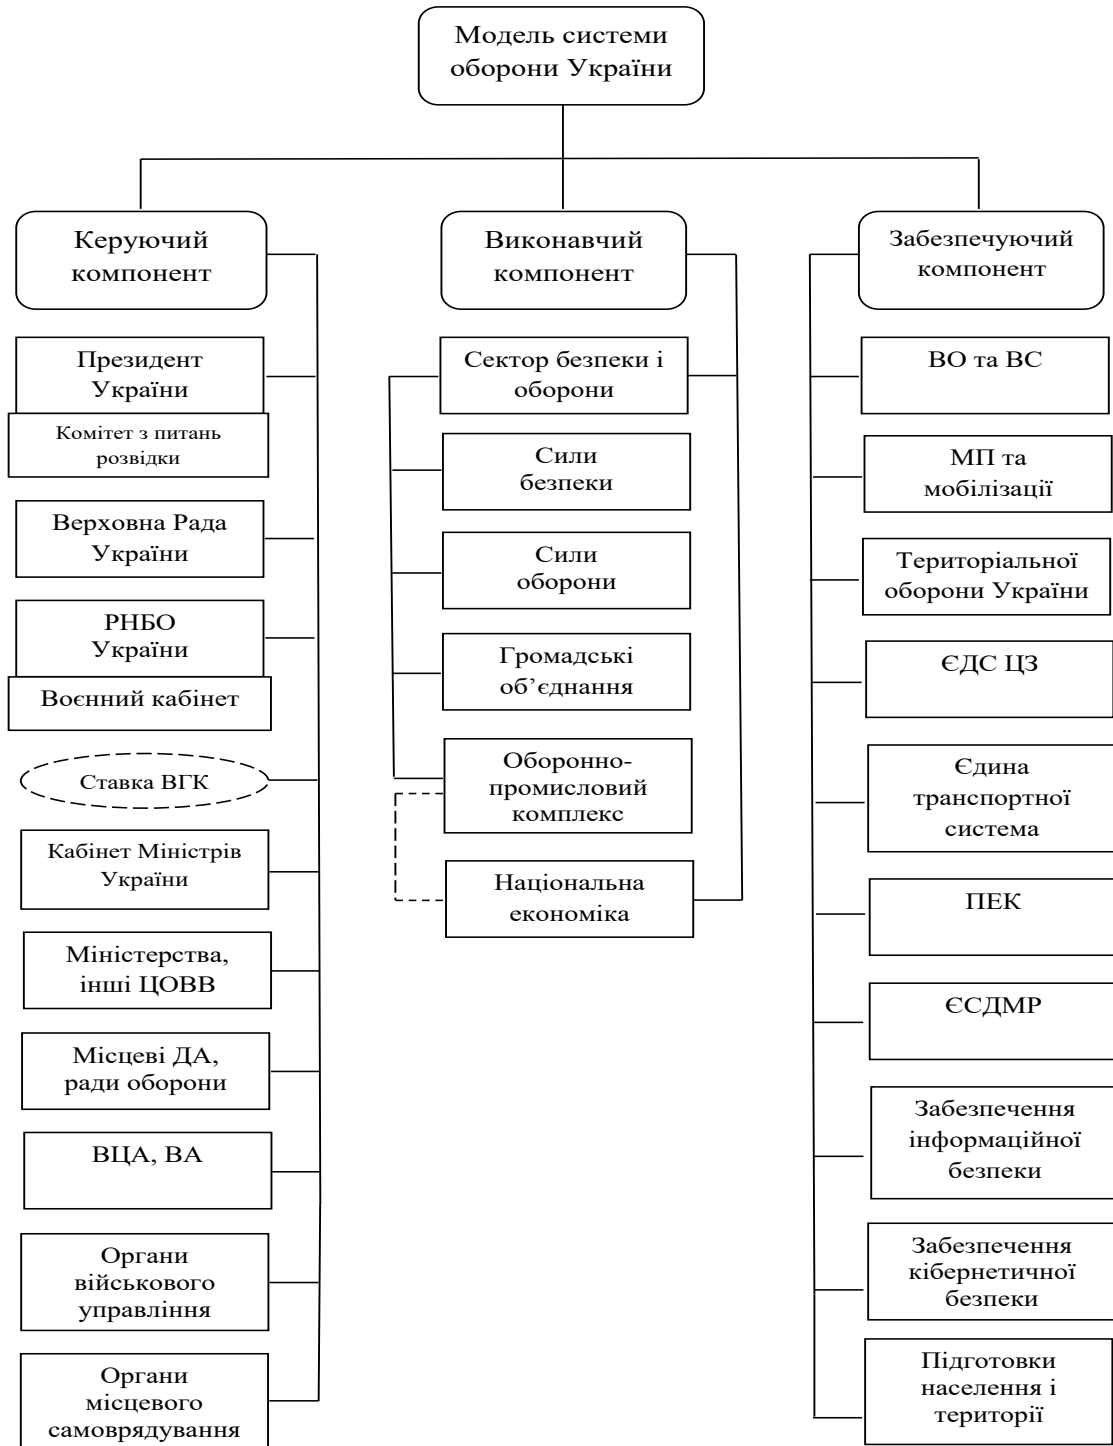 Модель системи
оборони України
Керуючий
компонент
Президент
України
Комітет з питань
розвідки
Верховна Рада
України
РНБО
України
Воєнний кабінет
Ставка ВГК
Кабінет Міністрів
України
Міністерства,
інші ЦОВВ
Місцеві ДА,
ради оборони
ВЦА, ВА
Органи
військового
управління
Органи
місцевого
самоврядування
Виконавчий
компонент
Сектор безпеки і
оборони
Сили
безпеки
Сили
оборони
Громадські
об’єднання
Оборонно-
промисловий
комплекс
Національна
економіка
Забезпечуючий
компонент
ВО та ВС
МП та
мобілізації
Територіальної
оборони України
ЄДС ЦЗ
Єдина
транспортної
система
ПЕК
ЄСДМР
Забезпечення
інформаційної
безпеки
Забезпечення
кібернетичної
безпеки
Підготовки
населення і
території